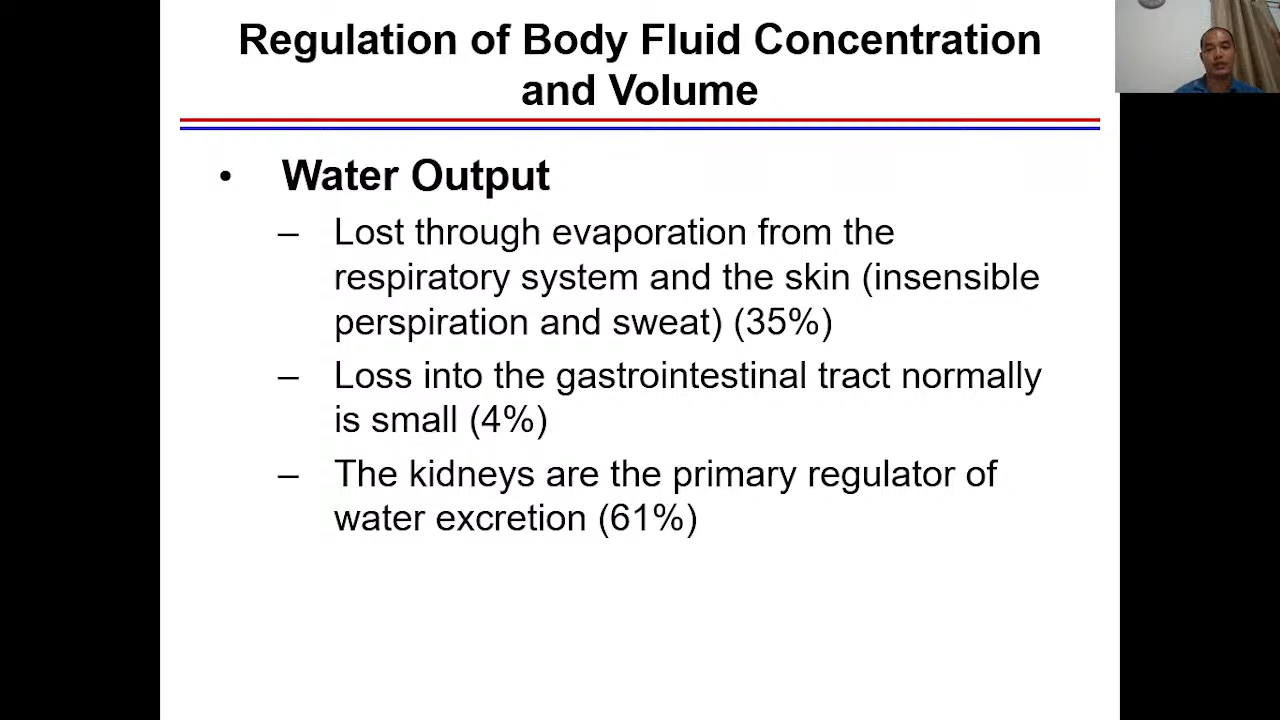 Regulation of Body Fluid Concentration
and Volume
• Water Output
– Lost through evaporation from the
respiratory system and the skin (insensible
perspiration and sweat) (35%)
– Loss into the gastrointestinal tract normally
is small (4%)
– The kidneys are the primary regulator of
water excretion (61%)